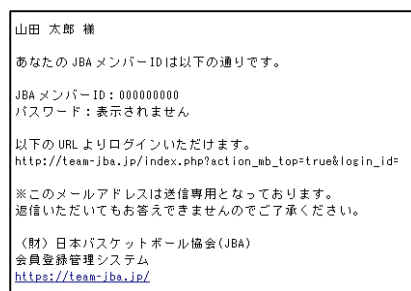 山田 太郎 様
あなたの JBA メンバーIDは以下の通りです。
JBA メンバーID：000000000
パスワード：表示されません
以下の URL よりログインいただけます。
http://team-jba.jp/index.php?action_mb_top=true&login_id=
※このメールアドレスは送信専用となっております。
返信いただいてもお答えできませんのでご了承ください。
（財）日本バスケットボール協会(JBA)
会員登録管理システム
https://team-jba.jp/